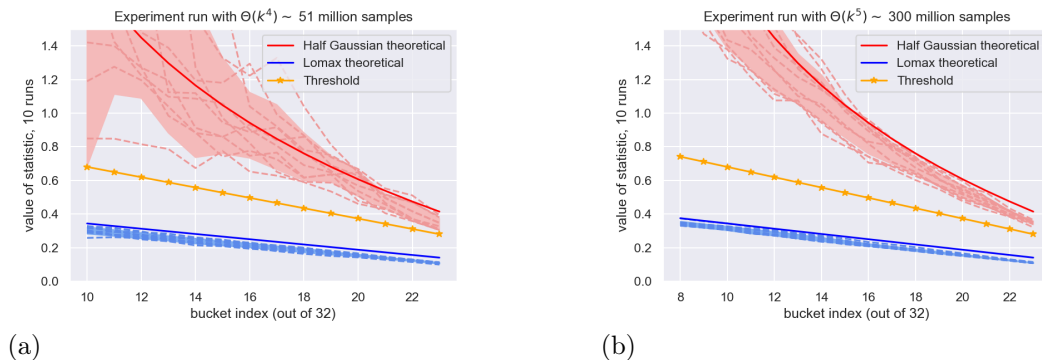 Experiment run with Θ(k⁴) ~ 51 million samples
1.4
1.2
1.0
0.8
0.6
0.4
0.2
0.0
value of statistic, 10 runs
Half Gaussian theoretical
Lomax theoretical
Threshold
10 12 14 16 18 20 22
bucket index (out of 32)
(a)
Experiment run with Θ(k⁵) ~ 300 million samples
1.4
1.2
1.0
0.8
0.6
0.4
0.2
0.0
value of statistic, 10 runs
Half Gaussian theoretical
Lomax theoretical
Threshold
8 10 12 14 16 18 20 22
bucket index (out of 32)
(b)